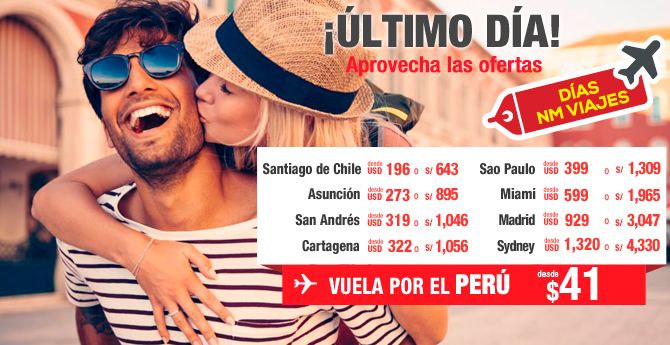 ¡ÚLTIMO DÍA!
Aprovecha las ofertas
DÍAS
NM VIAJES
Santiago de Chile desde USD 196 o S/ 643
Asunción desde USD 273 o S/ 895
San Andrés desde USD 319 o S/ 1,046
Cartagena desde USD 322 o S/ 1,056
Sao Paulo desde USD 399 o S/ 1,309
Miami desde USD 599 o S/ 1,965
Madrid desde USD 929 o S/ 3,047
Sydney desde USD 1,320 o S/ 4,330
VUELA POR EL PERÚ desde $41